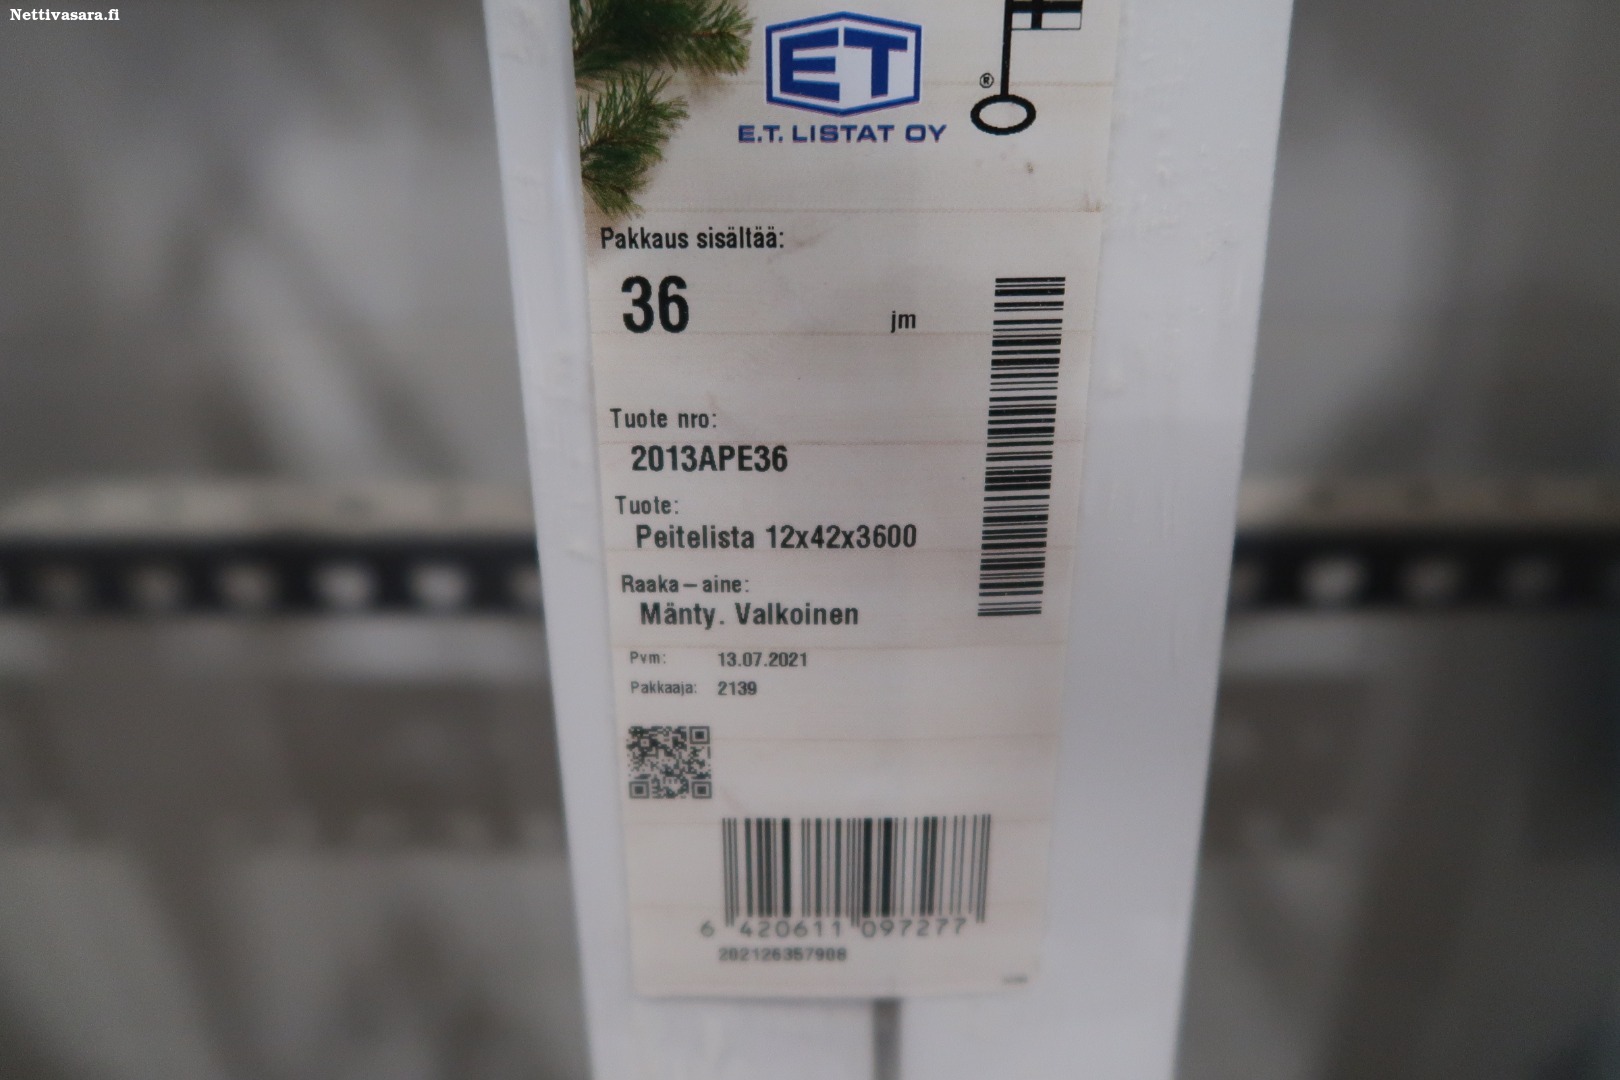 Nettivasara.fi
ET
E.T. LISTAT OY
®
Pakkaus sisältää:
36 jm
Tuote nro:
2013APE36
Tuote:
Peitelista 12x42x3600
Raaka-aine:
Mänty. Valkoinen
Pvm: 13.07.2021
Pakkaaja: 2139
6 420611 097277
202126357908